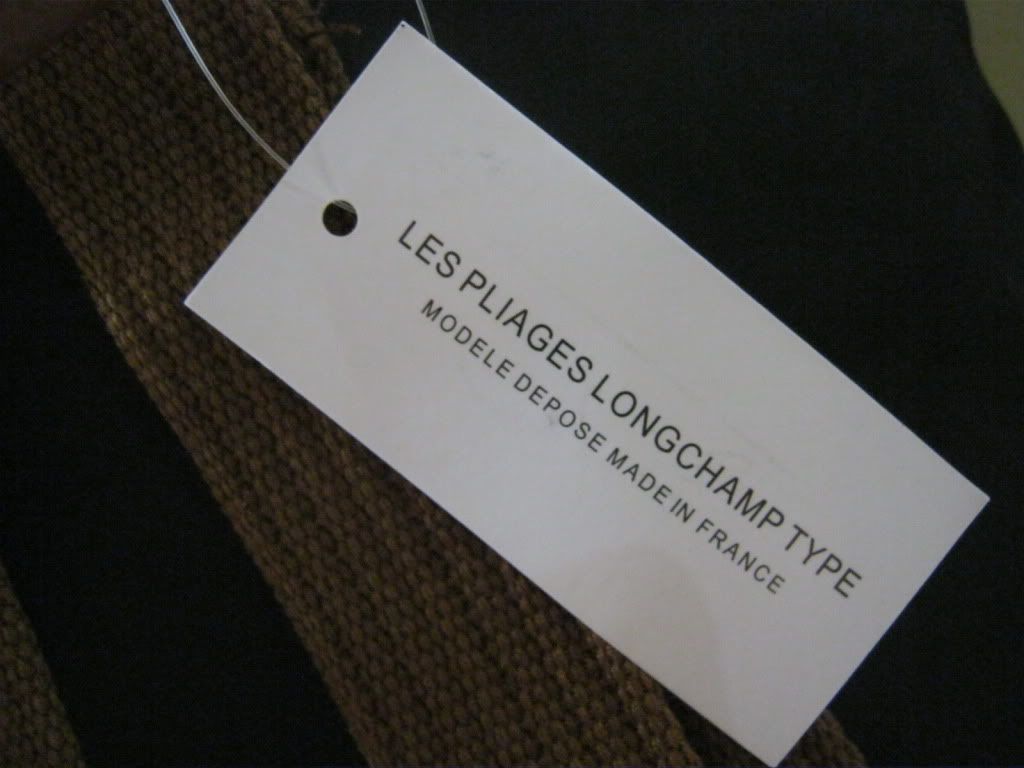 LES PLIAGES LONGCHAMP TYPE
MODELE DEPOSE MADE IN FRANCE